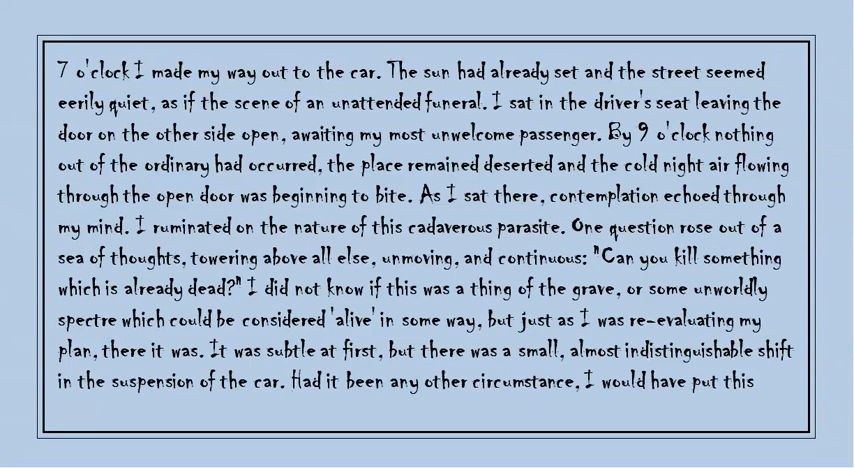 7 o'clock I made my way out to the car. The sun had already set and the street seemed
eerily quiet, as if the scene of an unattended funeral. I sat in the driver's seat leaving the
door on the other side open, awaiting my most unwelcome passenger. By 9 o'clock nothing
out of the ordinary had occurred, the place remained deserted and the cold night air flowing
through the open door was beginning to bite. As I sat there, contemplation echoed through
my mind. I ruminated on the nature of this cadaverous parasite. One question rose out of a
sea of thoughts, towering above all else, unmoving, and continuous: "Can you kill something
which is already dead?" I did not know if this was a thing of the grave, or some unworldly
spectre which could be considered 'alive' in some way, but just as I was re-evaluating my
plan, there it was. It was subtle at first, but there was a small, almost indistinguishable shift
in the suspension of the car. Had it been any other circumstance, I would have put this